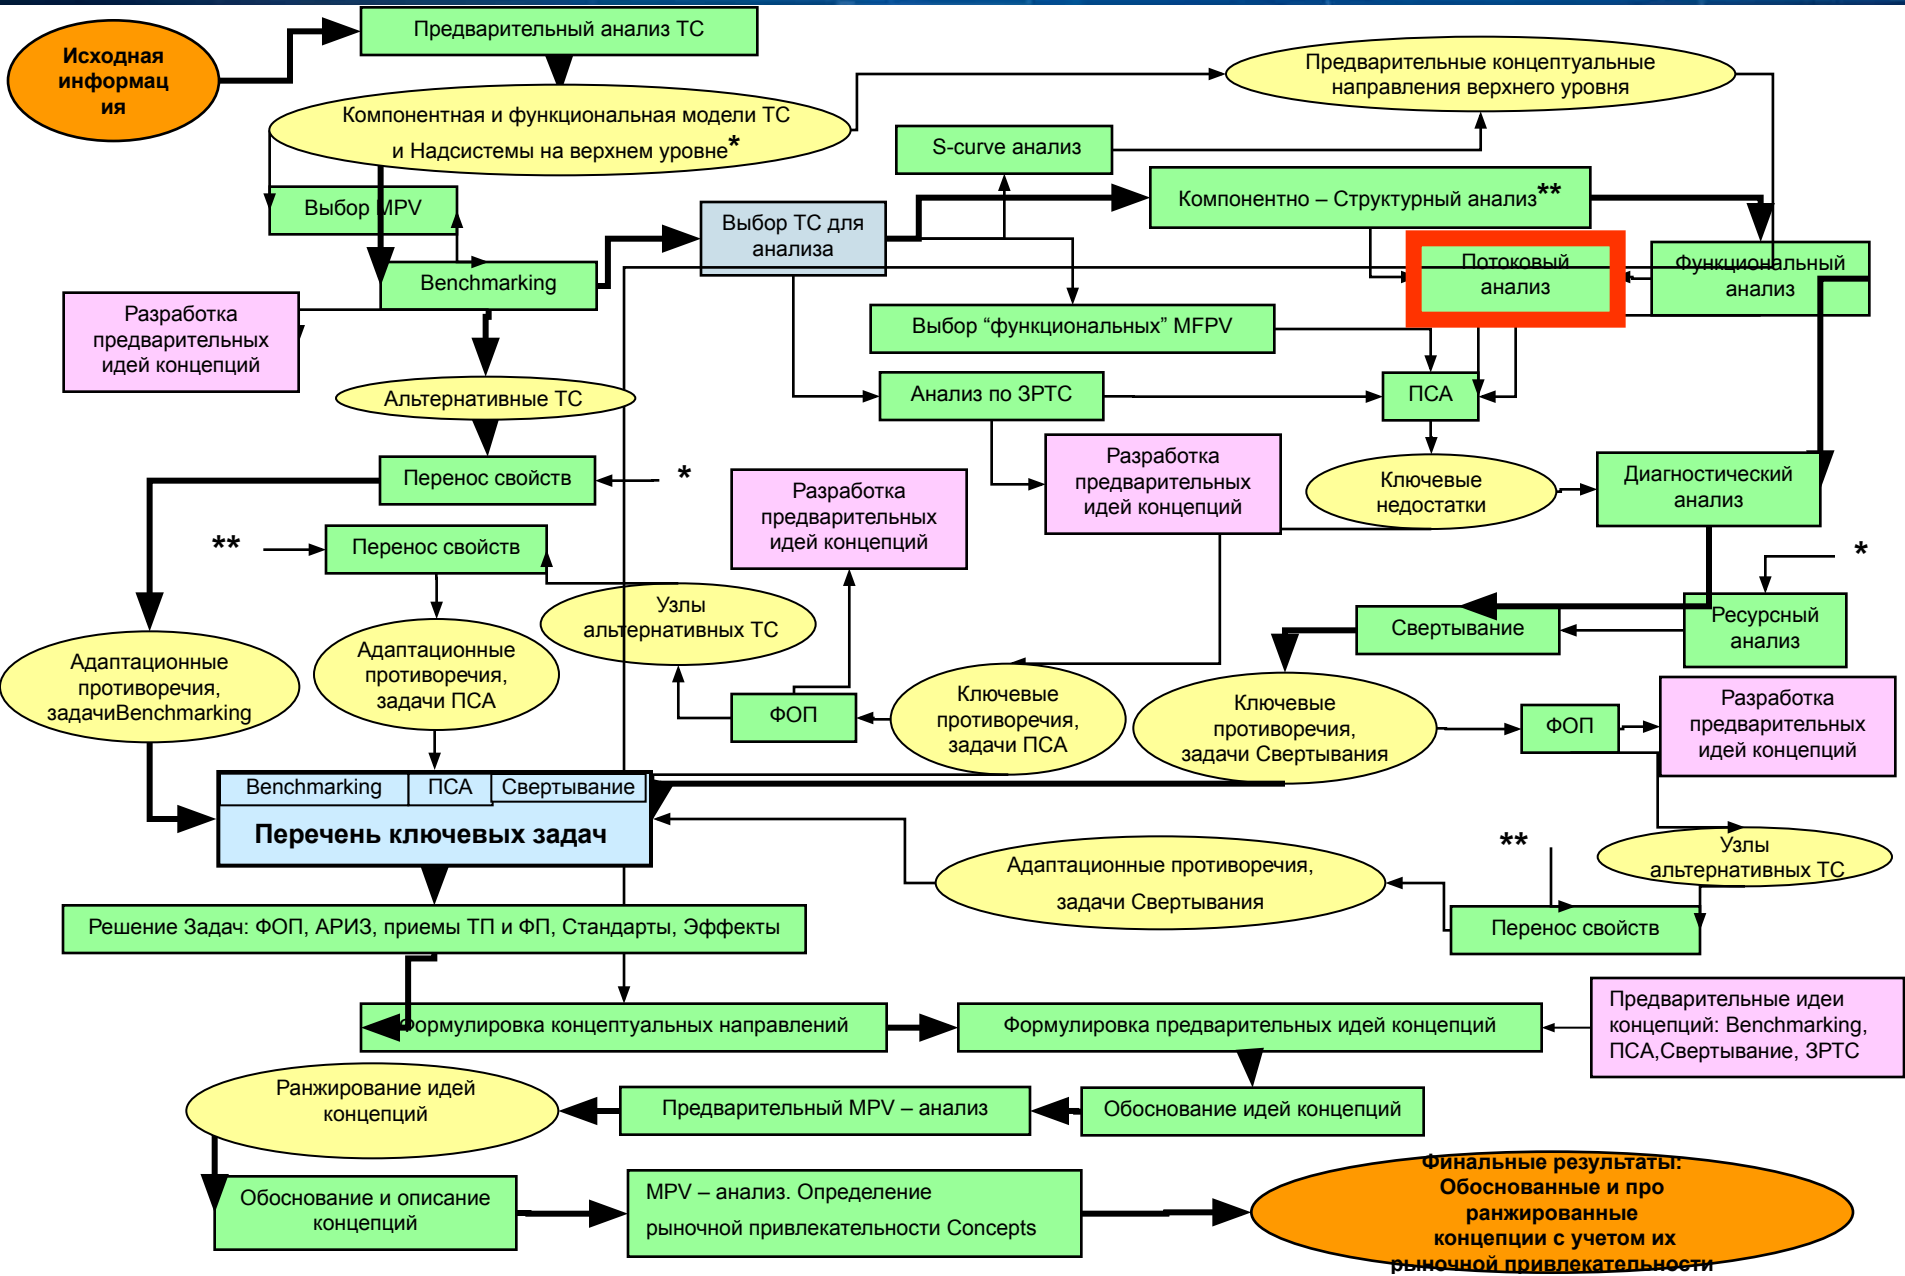 Исходная
информац
ия
Предварительный анализ ТС
Предварительные концептуальные
направления верхнего уровня
Компонентная и функциональная модели ТС
и Надсистемы на верхнем уровне*
S-curve анализ
Компонентно – Структурный анализ**
Выбор MPV
Выбор ТС для
анализа
Benchmarking
Потоковый
анализ
Функциональный
анализ
Разработка
предварительных
идей концепций
Выбор “функциональных” MFPV
Альтернативные ТС
Анализ по ЗРТС
ПСА
Перенос свойств
*
Разработка
предварительных
идей концепций
Разработка
предварительных
идей концепций
Ключевые
недостатки
Диагностический
анализ
**
Перенос свойств
*
Узлы
альтернативных ТС
Свертывание
Ресурсный
анализ
Адаптационные
противоречия,
задачиBenchmarking
Адаптационные
противоречия,
задачи ПСА
ФОП
Ключевые
противоречия,
задачи ПСА
Ключевые
противоречия,
задачи Свертывания
ФОП
Разработка
предварительных
идей концепций
Benchmarking
ПСА
Свертывание
Перечень ключевых задач
**
Узлы
альтернативных ТС
Адаптационные противоречия,
задачи Свертывания
Решение Задач: ФОП, АРИЗ, приемы ТП и ФП, Стандарты, Эффекты
Перенос свойств
Формулировка концептуальных направлений
Формулировка предварительных идей концепций
Предварительные идеи
концепций: Benchmarking,
ПСА,Свертывание, ЗРТС
Ранжирование идей
концепций
Предварительный MPV – анализ
Обоснование идей концепций
Обоснование и описание
концепций
MPV – анализ. Определение
рыночной привлекательности Concepts
Финальные результаты:
Обоснованные и про
ранжированные
концепции с учетом их
рыночной привлекательности